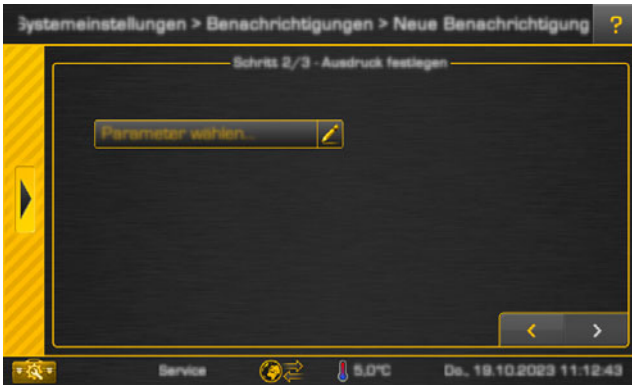 Systemeinstellungen > Benachrichtigungen > Neue Benachrichtigung ?
Schritt 2/3 - Ausdruck festlegen
Parameter wählen...
< >
Service 5,0°C Do., 19.10.2023 11:12:43